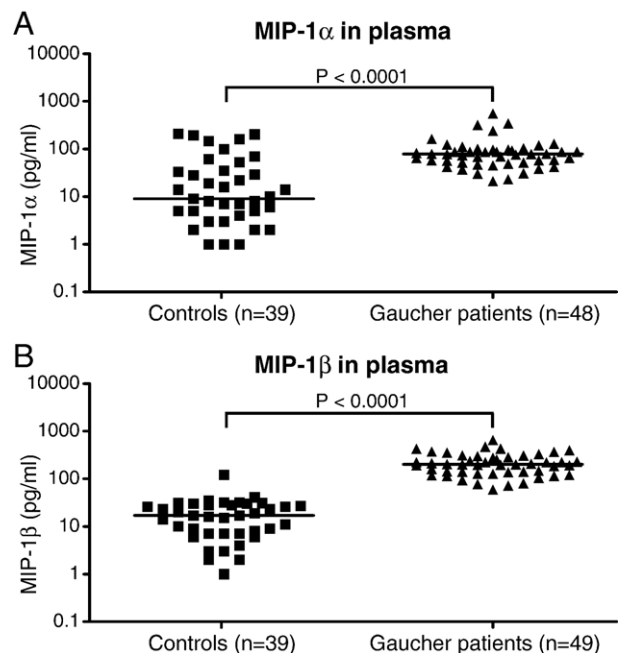 A
MIP-1α in plasma
10000
1000
100
10
1
0.1
MIP-1α (pg/ml)
P < 0.0001
Controls (n=39)
Gaucher patients (n=48)
B
MIP-1β in plasma
10000
1000
100
10
1
0.1
MIP-1β (pg/ml)
P < 0.0001
Controls (n=39)
Gaucher patients (n=49)